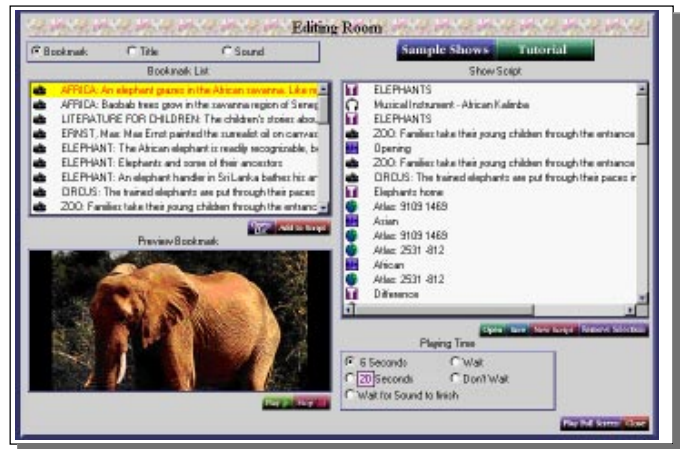 Editing Room
Bookmark
Title
Sound
Sample Shows
Tutorial
Bookmark List
AFRICA: An elephant grazes in the African savanna. Like m
AFRICA: Baobab trees grow in the savanna region of Seneg
LITERATURE FOR CHILDREN: The children's stories abou
ERNST, Max: Max Ernst painted the surrealist oil on canvas
ELEPHANT: The African elephant is readily recognizable, b
ELEPHANT: Elephants and some of their ancestors
ELEPHANT: An elephant handler in Sri Lanka bathes his an
CIRCUS: The trained elephants are put through their paces
ZOO: Families take their young children through the entranc
Add to Script
Preview Bookmark
Play
Stop
Show Script
ELEPHANTS
Musical Instrument - African Kalimba
ELEPHANTS
ZOO: Families take their young children through the entrance
Opening
ZOO: Families take their young children through the entrance
CIRCUS: The trained elephants are put through their paces ir
Elephants home
Atlas: 9109 1469
Asian
Atlas: 9109 1469
Atlas: 2531 -812
African
Atlas: 2531 -812
Difference
Open
Save
New Script
Remove Selection
Playing Time
6 Seconds
Wait
20 Seconds
Don't Wait
Wait for Sound to finish
Play Full Screen
Close